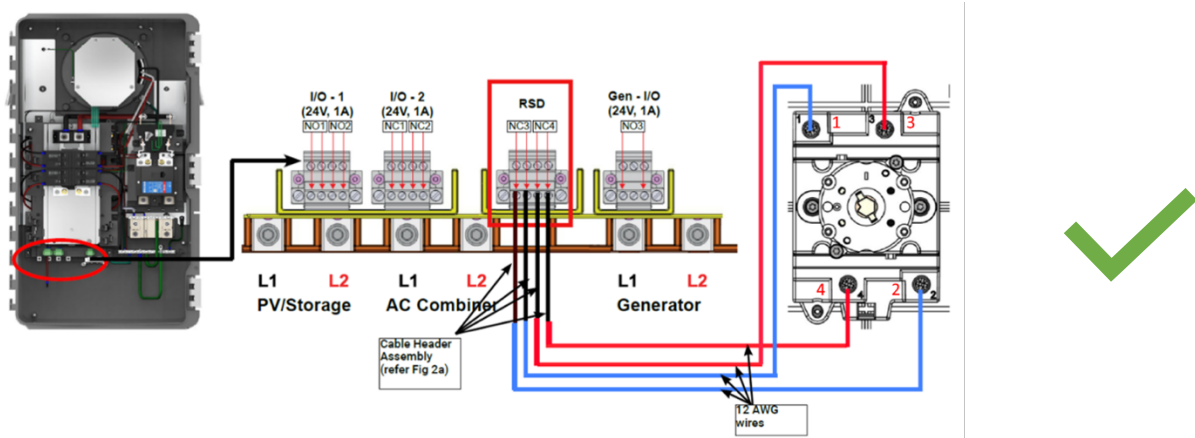 I/O - 1
(24V, 1A)
NO1 NO2
I/O - 2
(24V, 1A)
NC1 NC2
RSD
NC3 NC4
Gen - I/O
(24V, 1A)
NO3
L1 L2
PV/Storage
L1 L2
AC Combiner
L1 L2
Generator
Cable Header
Assembly
(refer Fig 2a)
12 AWG
wires
1
3
3
4
4
2
2